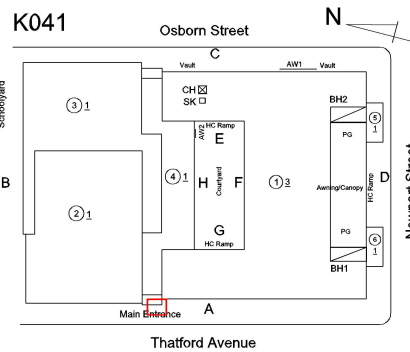 K041
N
Osborn Street
C
Vault
AW1
Vault
CH
SK
BH2
Schoolyard
3 1
HC Ramp
5
1
AW2
E
PG
B
4 1
H
Courtyard
F
1 3
Awning/Canopy
HC Ramp
D
Newport Street
2 1
G
HC Ramp
PG
6
1
BH1
Main Entrance
A
Thatford Avenue